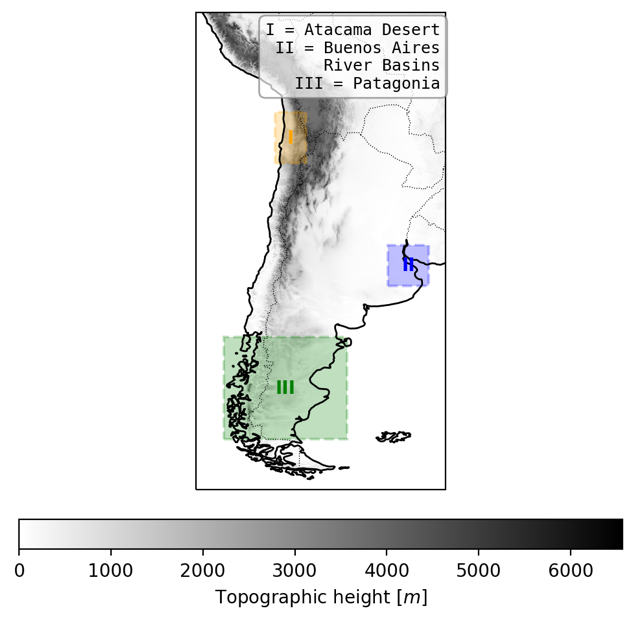 I = Atacama Desert
II = Buenos Aires
River Basins
III = Patagonia
I
II
III
0 1000 2000 3000 4000 5000 6000
Topographic height [m]